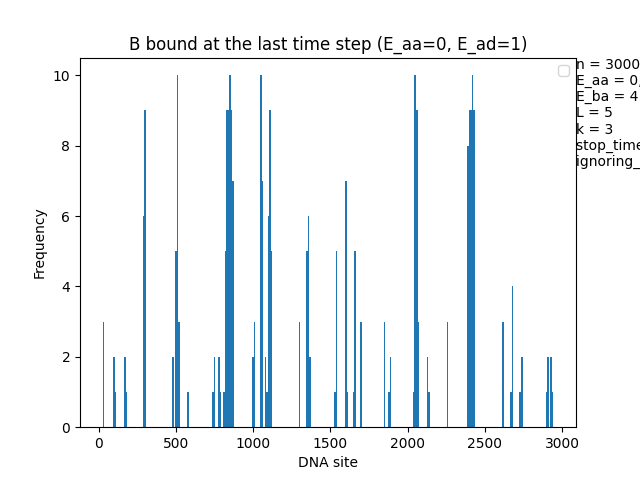 B bound at the last time step (E_aa=0, E_ad=1)
n = 3000
E_aa = 0,
E_ba = 4
L = 5
k = 3
stop_time
ignoring_
Frequency
10
8
6
4
2
0
0 500 1000 1500 2000 2500 3000
DNA site